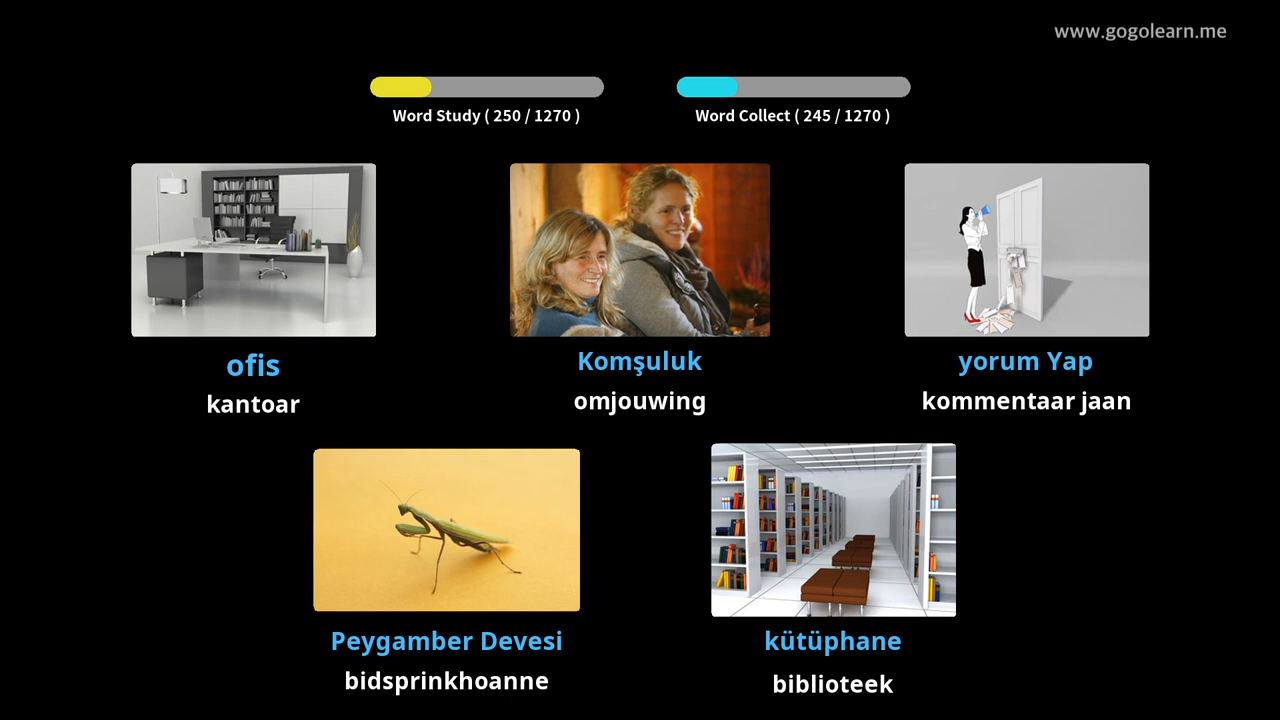 www.gogolearn.me
Word Study ( 250 / 1270 )
Word Collect ( 245 / 1270 )
ofis
kantoar
Komşuluk
omjouwing
yorum Yap
kommentaar jaan
Peygamber Devesi
bidsprinkhoanne
kütüphane
biblioteek